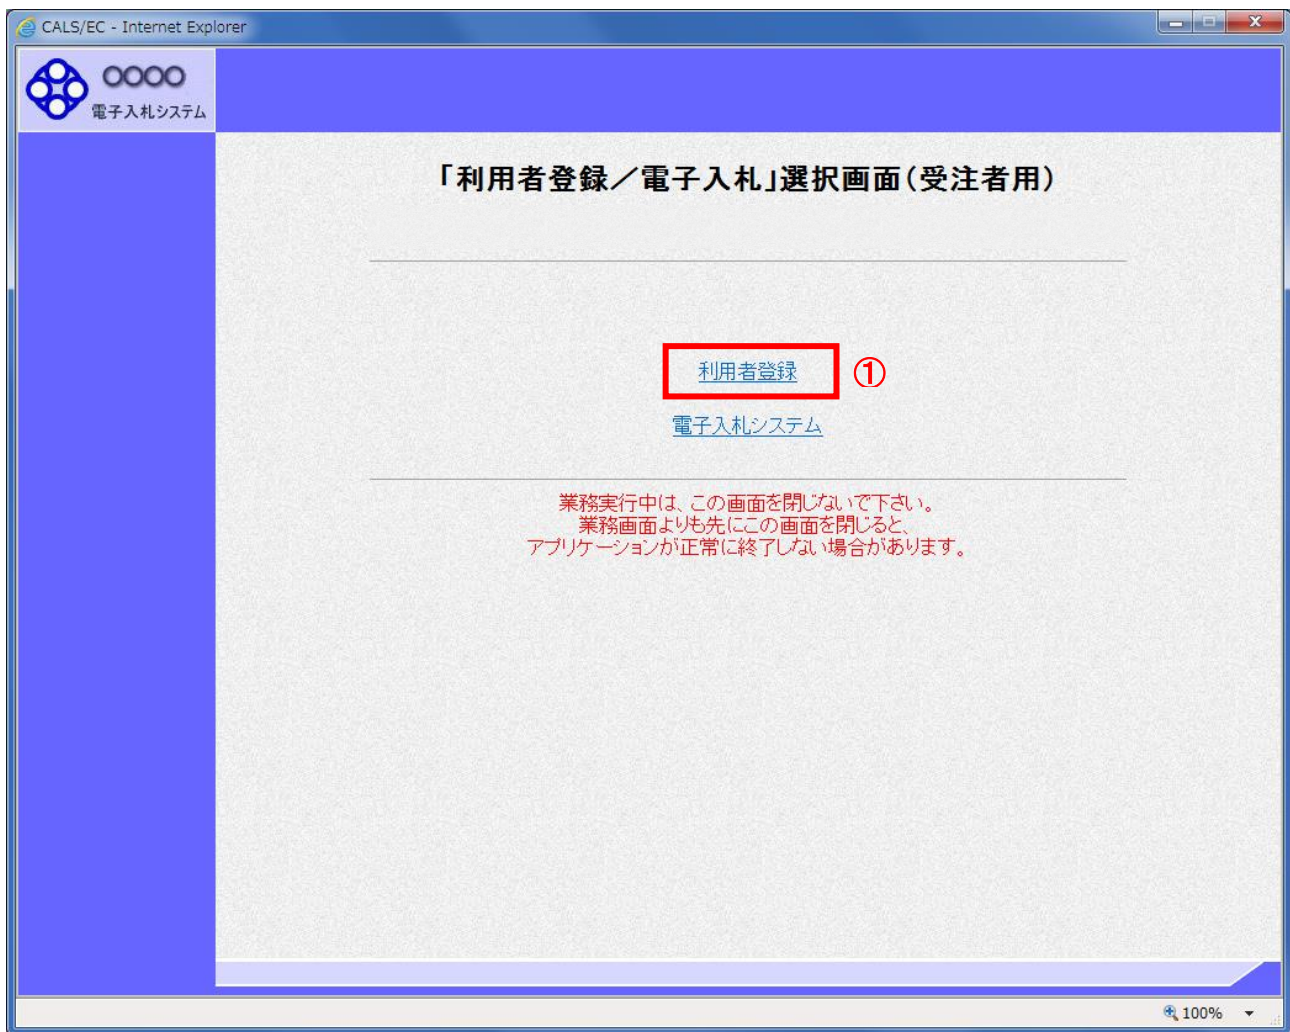 CALS/EC - Internet Explorer
〇〇〇〇
電子入札システム
「利用者登録／電子入札」選択画面(受注者用)
利用者登録
①
電子入札システム
業務実行中は、この画面を閉じないで下さい。
業務画面よりも先にこの画面を閉じると、
アプリケーションが正常に終了しない場合があります。
100%